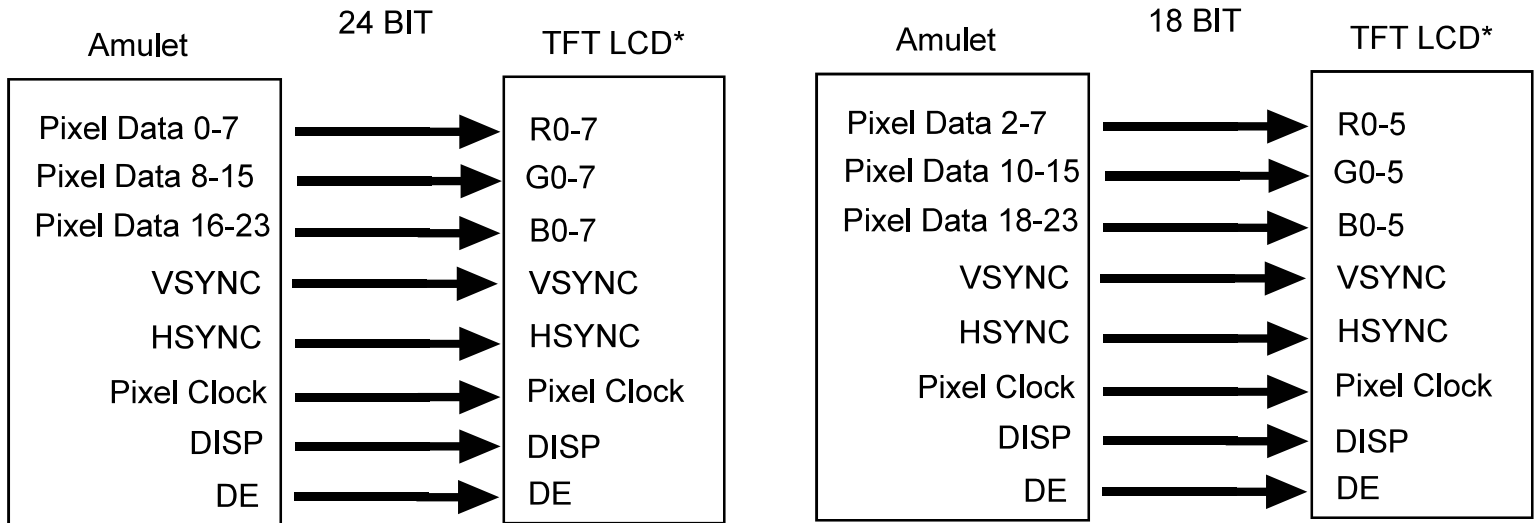 24 BIT
Amulet
TFT LCD*
Pixel Data 0-7
R0-7
Pixel Data 8-15
G0-7
Pixel Data 16-23
B0-7
VSYNC
VSYNC
HSYNC
HSYNC
Pixel Clock
Pixel Clock
DISP
DISP
DE
DE
18 BIT
Amulet
TFT LCD*
Pixel Data 2-7
R0-5
Pixel Data 10-15
G0-5
Pixel Data 18-23
B0-5
VSYNC
VSYNC
HSYNC
HSYNC
Pixel Clock
Pixel Clock
DISP
DISP
DE
DE